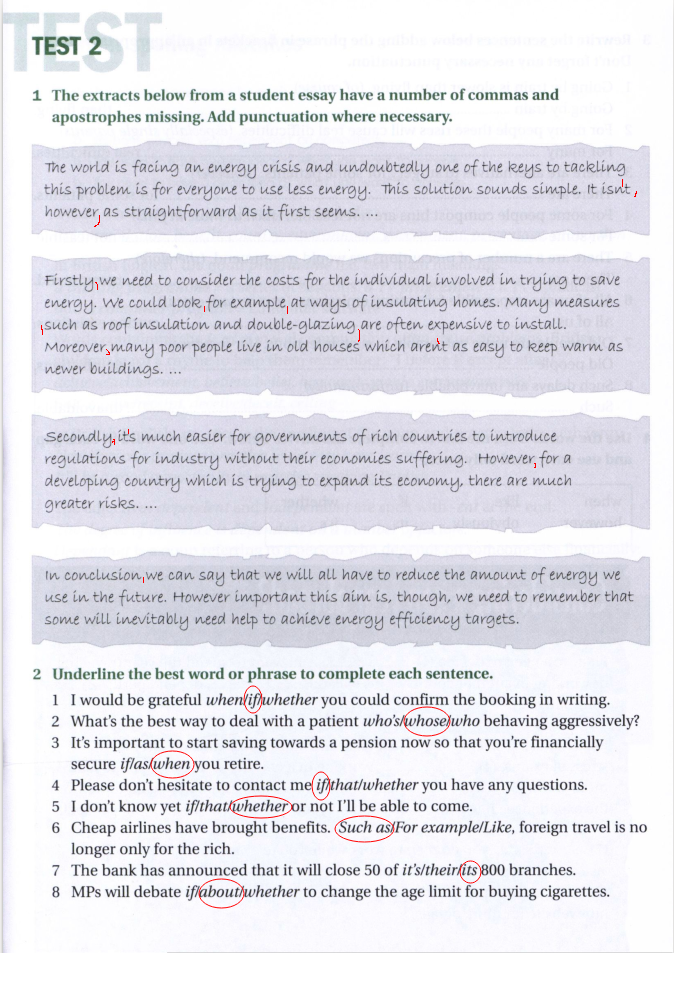 TEST
TEST 2
1 The extracts below from a student essay have a number of commas and
apostrophes missing. Add punctuation where necessary.
The world is facing an energy crisis and undoubtedly one of the keys to tackling
this problem is for everyone to use less energy. This solution sounds simple. It isn't,
however, as straightforward as it first seems. ...
Firstly, we need to consider the costs for the individual involved in trying to save
energy. We could look, for example, at ways of insulating homes. Many measures
, such as roof insulation and double-glazing, are often expensive to install.
Moreover, many poor people live in old houses which aren't as easy to keep warm as
newer buildings. ...
Secondly, it's much easier for governments of rich countries to introduce
regulations for industry without their economies suffering. However, for a
developing country which is trying to expand its economy, there are much
greater risks. ...
In conclusion, we can say that we will all have to reduce the amount of energy we
use in the future. However important this aim is, though, we need to remember that
some will inevitably need help to achieve energy efficiency targets.
2 Underline the best word or phrase to complete each sentence.
1 I would be grateful when/if/whether you could confirm the booking in writing.
2 What's the best way to deal with a patient who's/whose/who behaving aggressively?
3 It's important to start saving towards a pension now so that you're financially
secure if/as/when you retire.
4 Please don't hesitate to contact me if/that/whether you have any questions.
5 I don't know yet if/that/whether or not I'll be able to come.
6 Cheap airlines have brought benefits. Such as/For example/Like, foreign travel is no
longer only for the rich.
7 The bank has announced that it will close 50 of it's/their/its 800 branches.
8 MPs will debate if/about/whether to change the age limit for buying cigarettes.